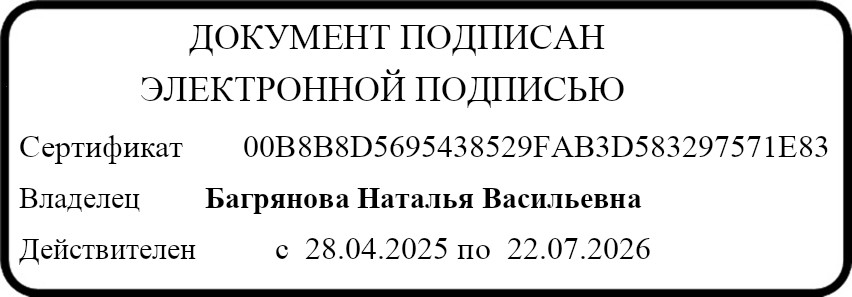 ДОКУМЕНТ ПОДПИСАН
ЭЛЕКТРОННОЙ ПОДПИСЬЮ
Сертификат 00B8B8D5695438529FAB3D583297571E83
Владелец Багрянова Наталья Васильевна
Действителен с 28.04.2025 по 22.07.2026